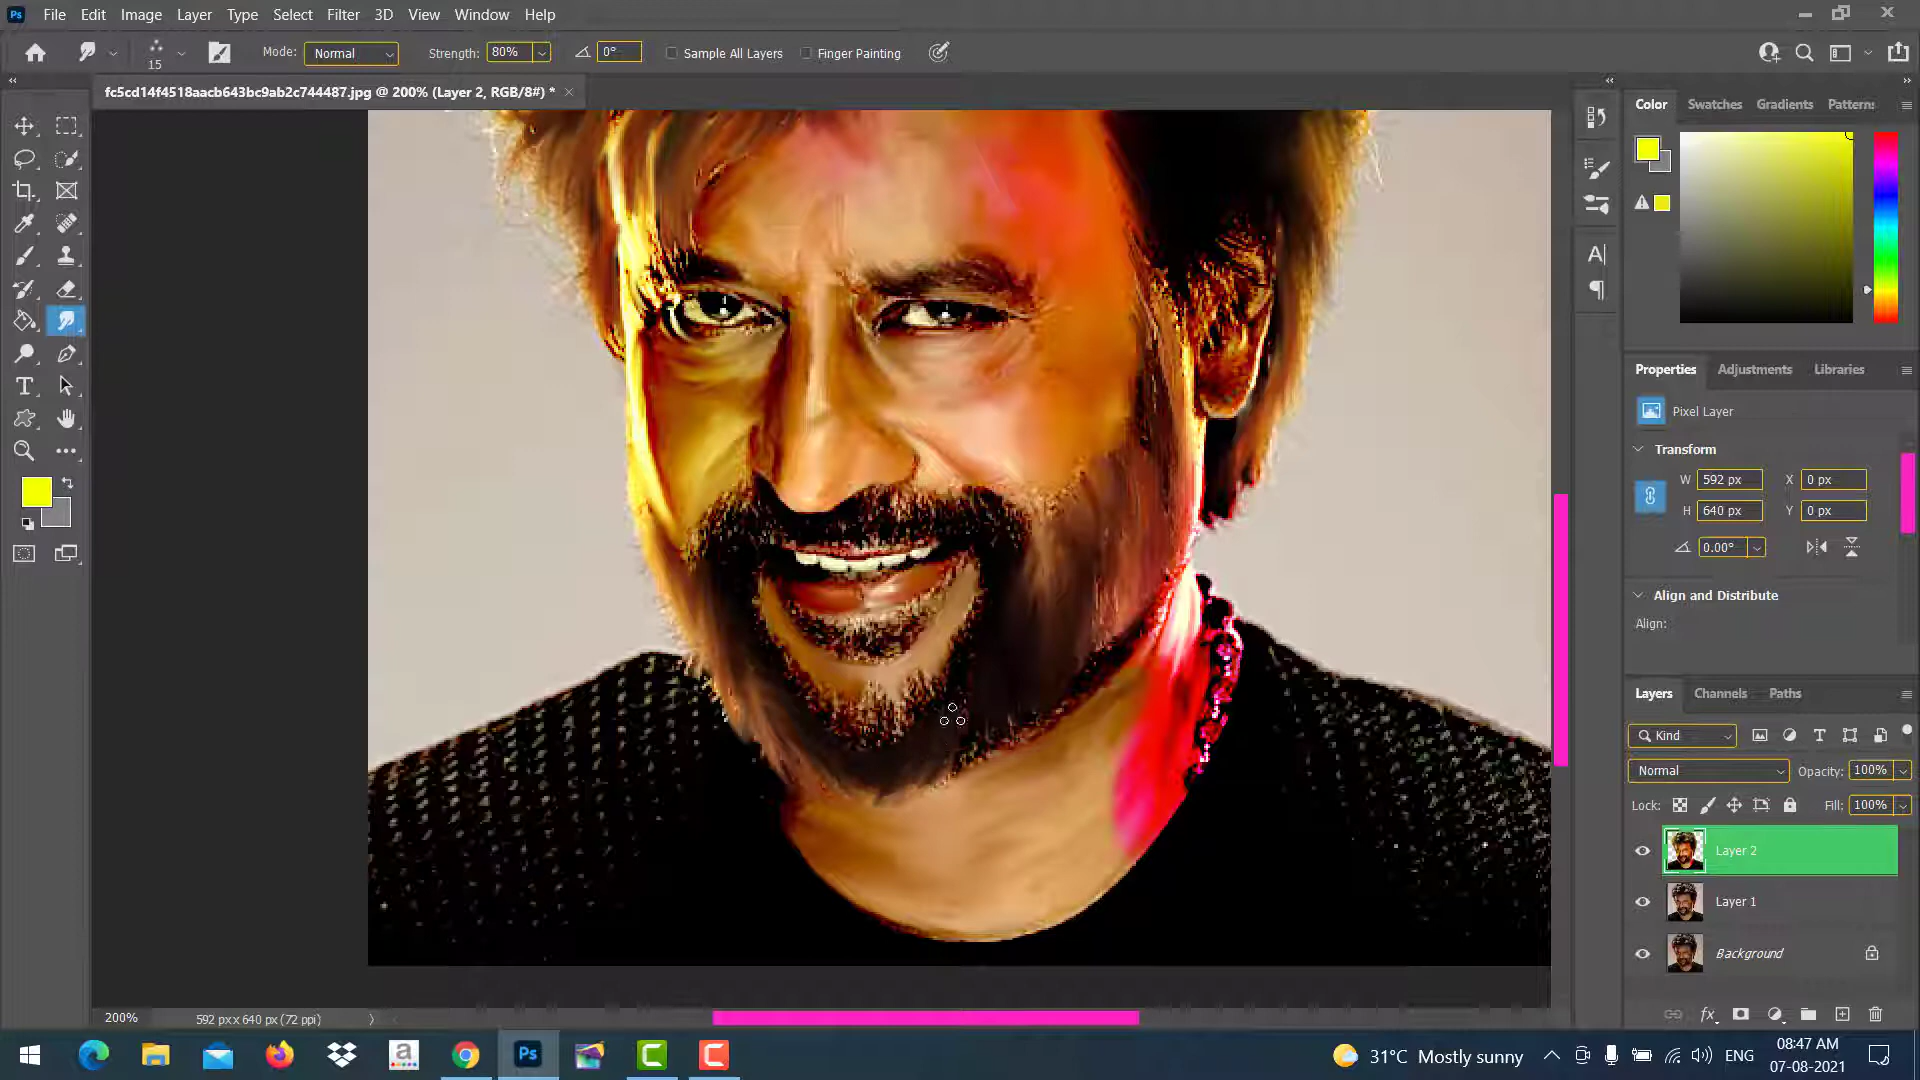 Ps File Edit Image Layer Type Select Filter 3D View Window Help
15 Mode: Normal Strength: 80% 0° Sample All Layers Finger Painting
fc5cd14f4518aacb643bc9ab2c744487.jpg @ 200% (Layer 2, RGB/8#) *
Color Swatches Gradients Patterns
Properties Adjustments Libraries
Pixel Layer
Transform
W 592 px X 0 px
H 640 px Y 0 px
0.00°
Align and Distribute
Align:
Layers Channels Paths
Kind
Normal Opacity: 100%
Lock: Fill: 100%
Layer 2
Layer 1
Background
200% 592 px x 640 px (72 ppi)
Ps 31°C Mostly sunny ENG 08:47 AM
07-08-2021